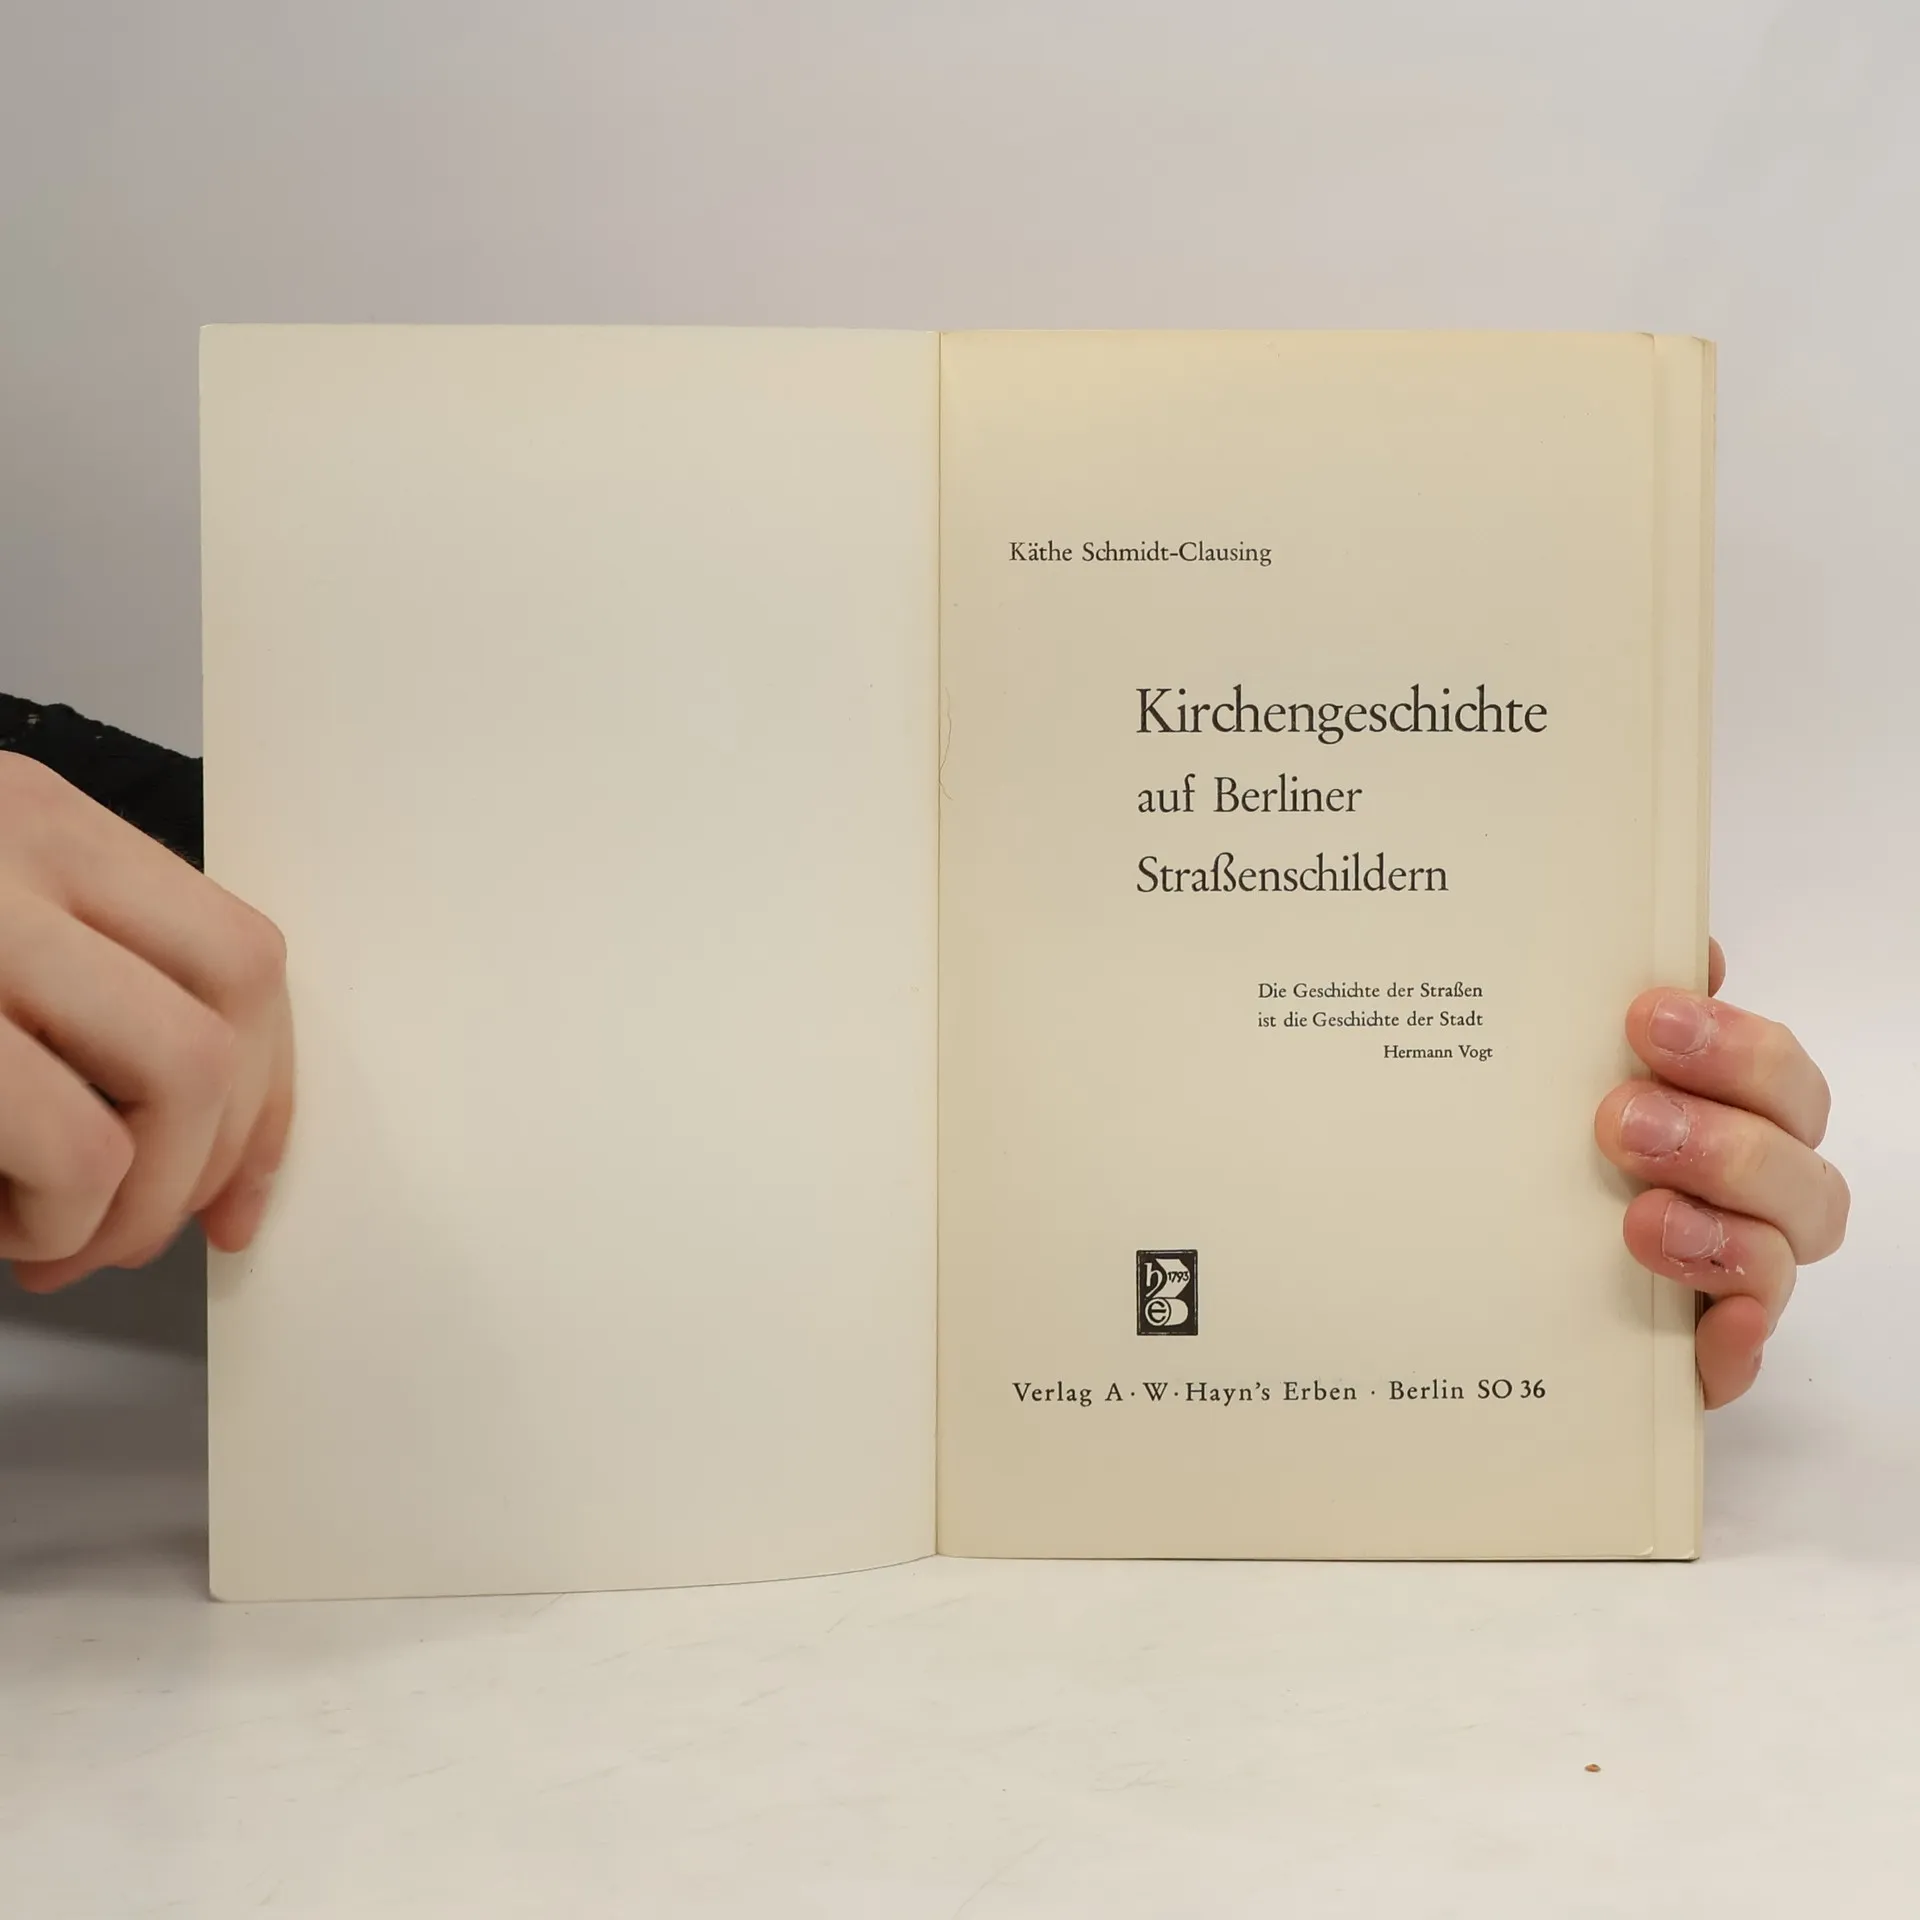 Käthe Schmidt-Clausing
Kirchengeschichte
auf Berliner
Straßenschildern
Die Geschichte der Straßen
ist die Geschichte der Stadt
Hermann Vogt
h 1793
e
Verlag A · W · Hayn's Erben · Berlin SO 36